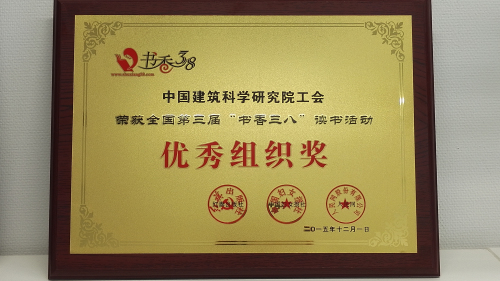 书香38
中国建筑科学研究院工会
荣获全国第三届“书香三八”读书活动
优秀组织奖
二〇一五年十二月一日